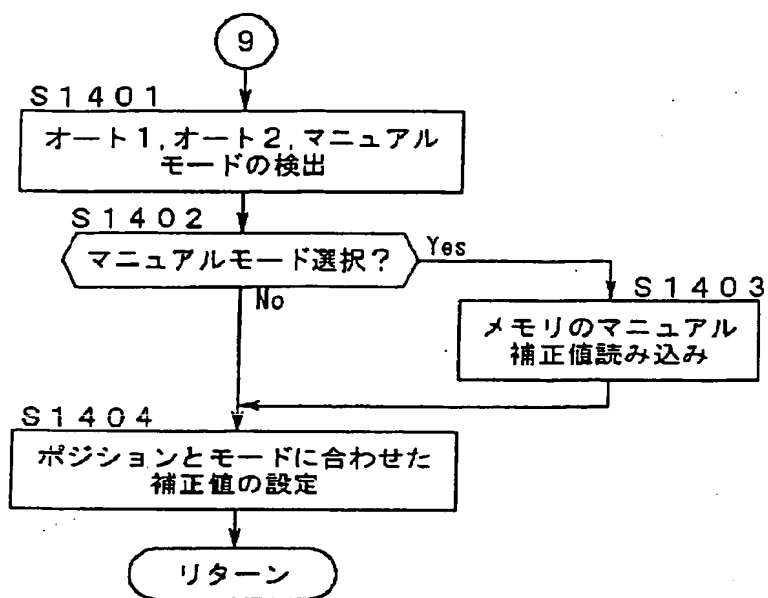 9
S1401
オート1,オート2,マニュアル
モードの検出
S1402
マニュアルモード選択?
Yes
No
S1403
メモリのマニュアル
補正値読み込み
S1404
ポジションとモードに合わせた
補正値の設定
リターン